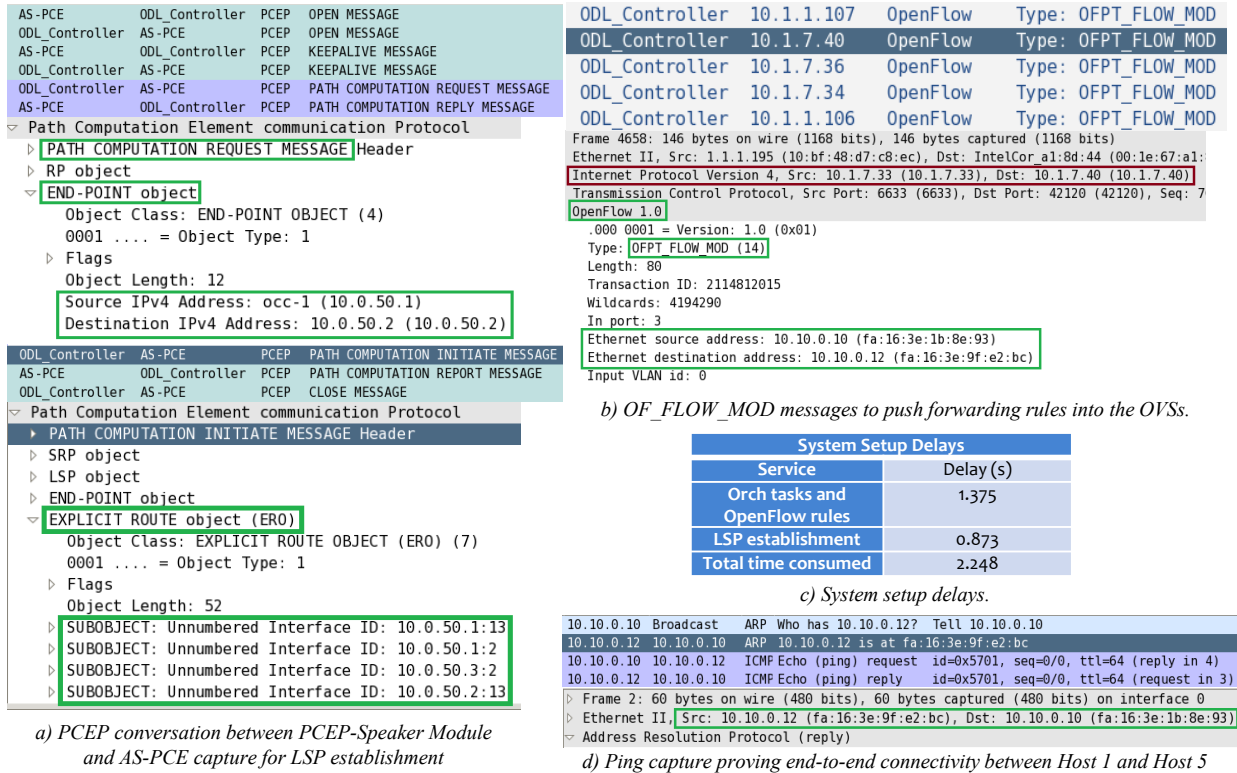 AS-PCE ODL_Controller PCEP OPEN MESSAGE
ODL_Controller AS-PCE PCEP OPEN MESSAGE
AS-PCE ODL_Controller PCEP KEEPALIVE MESSAGE
ODL_Controller AS-PCE PCEP KEEPALIVE MESSAGE
ODL_Controller AS-PCE PCEP PATH COMPUTATION REQUEST MESSAGE
AS-PCE ODL_Controller PCEP PATH COMPUTATION REPLY MESSAGE
Path Computation Element communication Protocol
PATH COMPUTATION REQUEST MESSAGE Header
RP object
END-POINT object
Object Class: END-POINT OBJECT (4)
0001 .... = Object Type: 1
Flags
Object Length: 12
Source IPv4 Address: occ-1 (10.0.50.1)
Destination IPv4 Address: 10.0.50.2 (10.0.50.2)
ODL_Controller AS-PCE PCEP PATH COMPUTATION INITIATE MESSAGE
AS-PCE ODL_Controller PCEP PATH COMPUTATION REPORT MESSAGE
ODL_Controller AS-PCE PCEP CLOSE MESSAGE
Path Computation Element communication Protocol
PATH COMPUTATION INITIATE MESSAGE Header
SRP object
LSP object
END-POINT object
EXPLICIT ROUTE object (ERO)
Object Class: EXPLICIT ROUTE OBJECT (ERO) (7)
0001 .... = Object Type: 1
Flags
Object Length: 52
SUBOBJECT: Unnumbered Interface ID: 10.0.50.1:13
SUBOBJECT: Unnumbered Interface ID: 10.0.50.1:2
SUBOBJECT: Unnumbered Interface ID: 10.0.50.3:2
SUBOBJECT: Unnumbered Interface ID: 10.0.50.2:13
a) PCEP conversation between PCEP-Speaker Module
and AS-PCE capture for LSP establishment
ODL_Controller 10.1.1.107 OpenFlow Type: OFPT_FLOW_MOD
ODL_Controller 10.1.7.40 OpenFlow Type: OFPT_FLOW_MOD
ODL_Controller 10.1.7.36 OpenFlow Type: OFPT_FLOW_MOD
ODL_Controller 10.1.7.34 OpenFlow Type: OFPT_FLOW_MOD
ODL_Controller 10.1.1.106 OpenFlow Type: OFPT_FLOW_MOD
Frame 4658: 146 bytes on wire (1168 bits), 146 bytes captured (1168 bits)
Ethernet II, Src: 1.1.1.195 (10:bf:48:d7:c8:ec), Dst: IntelCor_a1:8d:44 (00:1e:67:a1:
Internet Protocol Version 4, Src: 10.1.7.33 (10.1.7.33), Dst: 10.1.7.40 (10.1.7.40)
Transmission Control Protocol, Src Port: 6633 (6633), Dst Port: 42120 (42120), Seq: 7
OpenFlow 1.0
.000 0001 = Version: 1.0 (0x01)
Type: OFPT_FLOW_MOD (14)
Length: 80
Transaction ID: 2114812015
Wildcards: 4194290
In port: 3
Ethernet source address: 10.10.0.10 (fa:16:3e:1b:8e:93)
Ethernet destination address: 10.10.0.12 (fa:16:3e:9f:e2:bc)
Input VLAN id: 0
b) OF_FLOW_MOD messages to push forwarding rules into the OVSs.
System Setup Delays
Service Delay (s)
Orch tasks and 1.375
OpenFlow rules
LSP establishment 0.873
Total time consumed 2.248
c) System setup delays.
10.10.0.10 Broadcast ARP Who has 10.10.0.12? Tell 10.10.0.10
10.10.0.12 10.10.0.10 ARP 10.10.0.12 is at fa:16:3e:9f:e2:bc
10.10.0.10 10.10.0.12 ICMP Echo (ping) request id=0x5701, seq=0/0, ttl=64 (reply in 4)
10.10.0.12 10.10.0.10 ICMP Echo (ping) reply id=0x5701, seq=0/0, ttl=64 (request in 3)
Frame 2: 60 bytes on wire (480 bits), 60 bytes captured (480 bits) on interface 0
Ethernet II, Src: 10.10.0.12 (fa:16:3e:9f:e2:bc), Dst: 10.10.0.10 (fa:16:3e:1b:8e:93)
Address Resolution Protocol (reply)
d) Ping capture proving end-to-end connectivity between Host 1 and Host 5